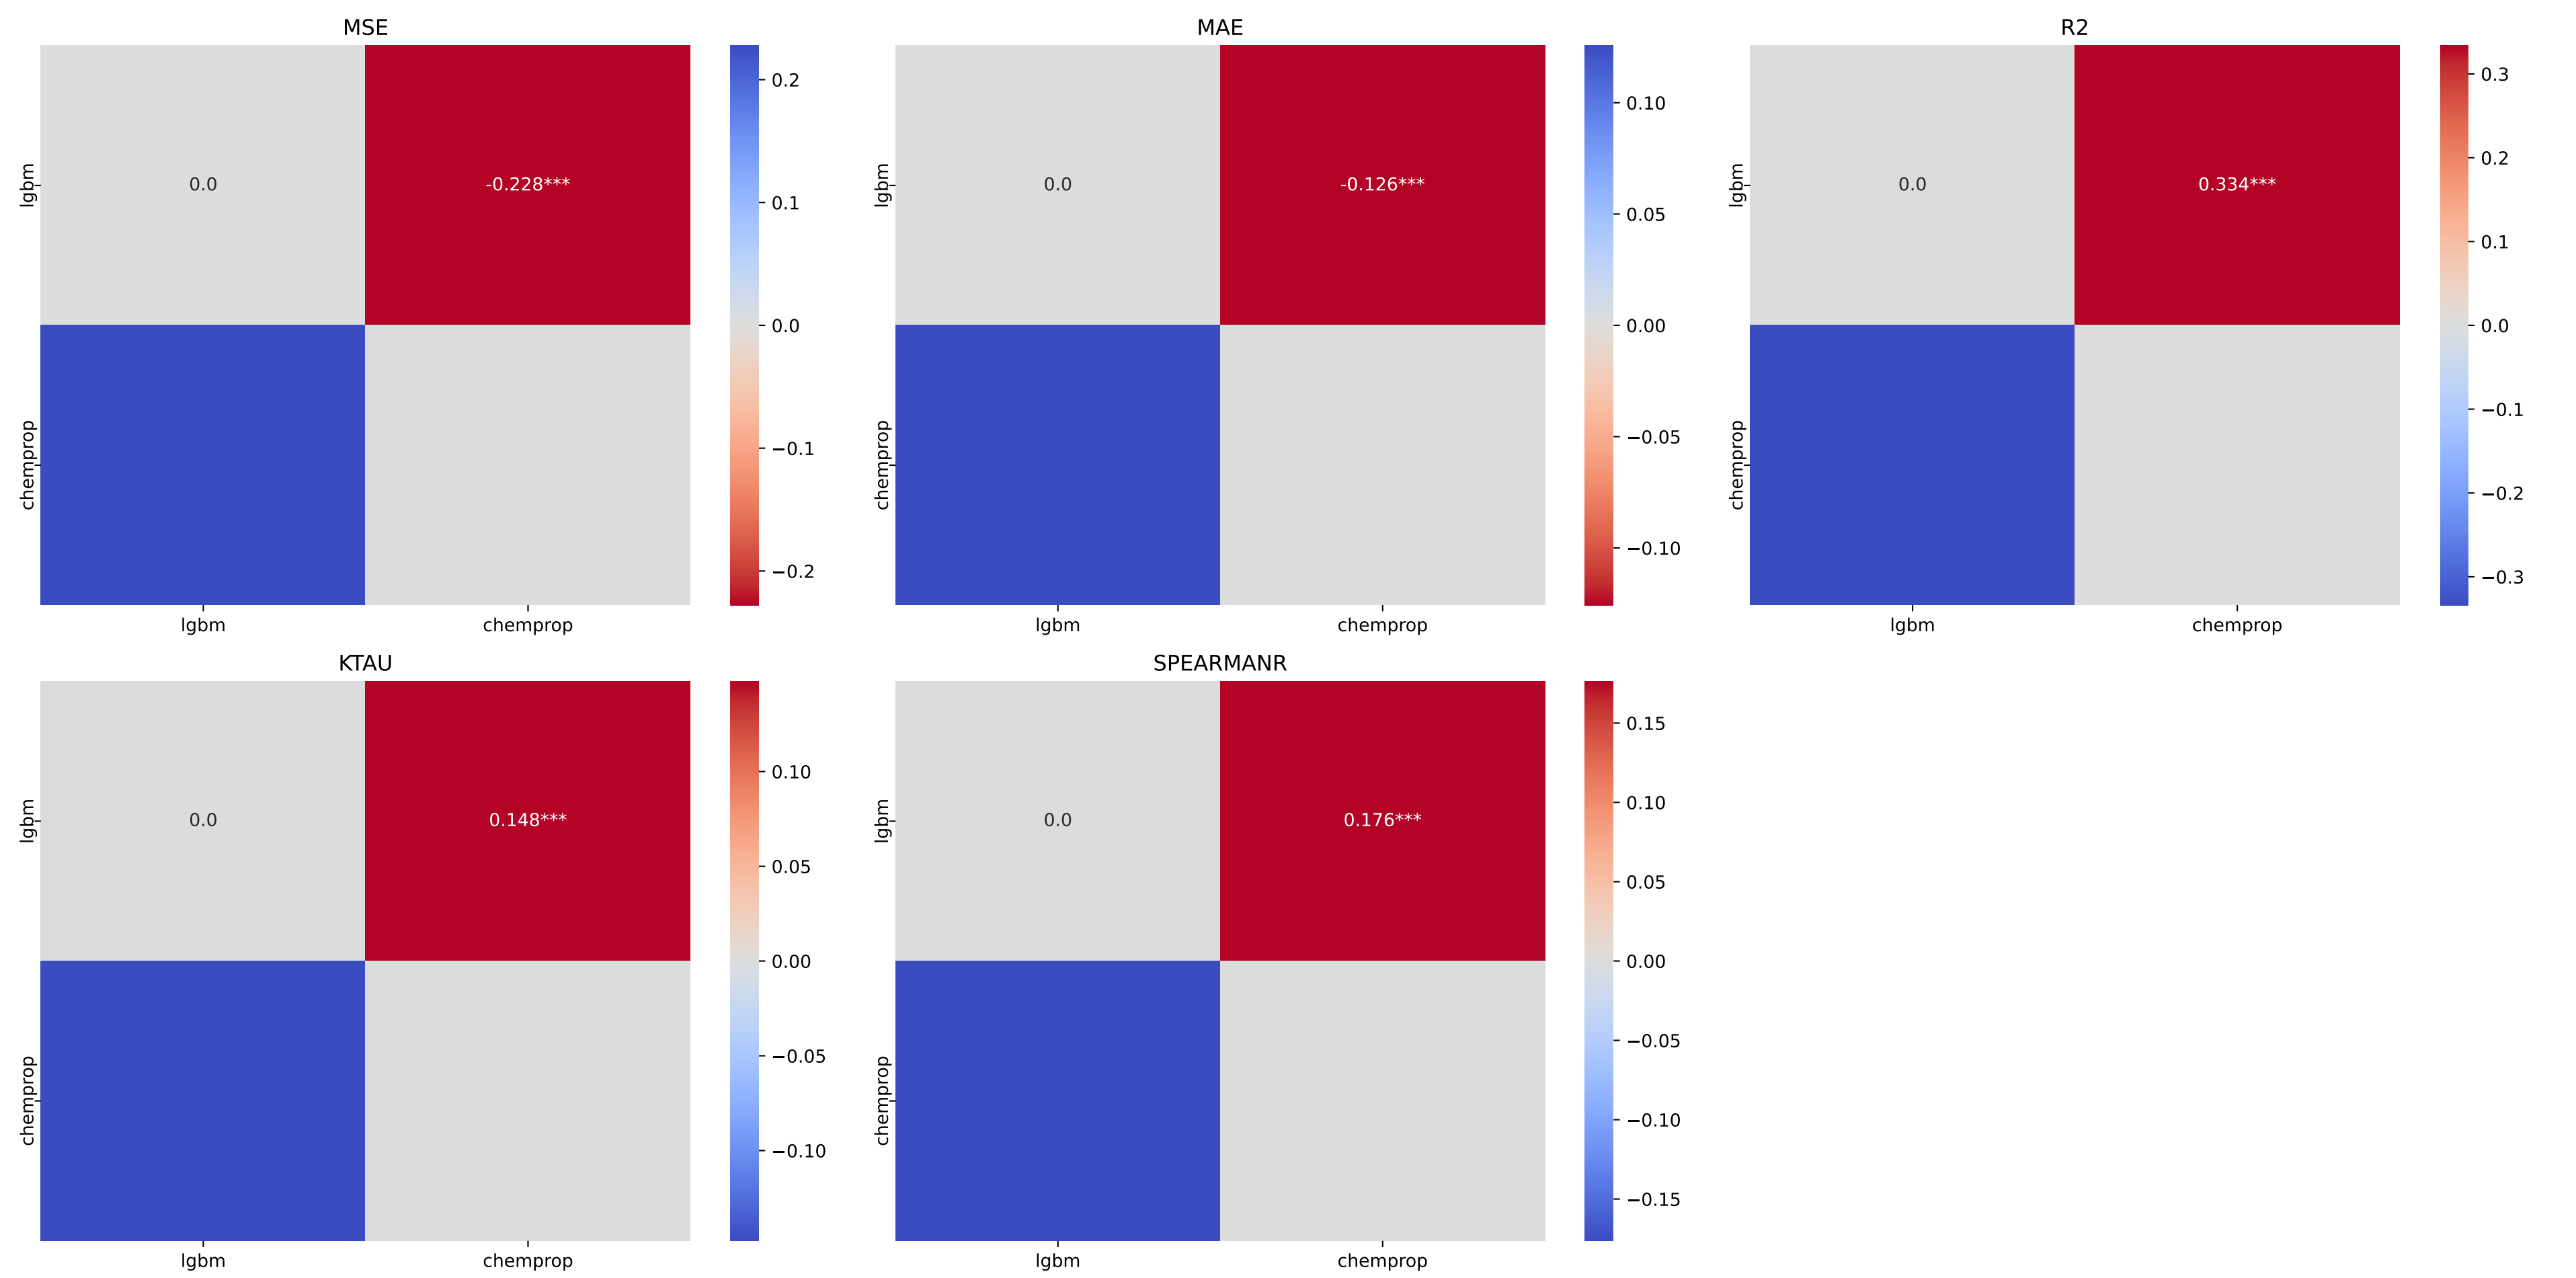 MSE
lgbm
chemprop
0.0
-0.228***
lgbm
chemprop
0.2
0.1
0.0
−0.1
−0.2
MAE
lgbm
chemprop
0.0
-0.126***
lgbm
chemprop
0.10
0.05
0.00
−0.05
−0.10
R2
lgbm
chemprop
0.0
0.334***
lgbm
chemprop
0.3
0.2
0.1
0.0
−0.1
−0.2
−0.3
KTAU
lgbm
chemprop
0.0
0.148***
lgbm
chemprop
0.10
0.05
0.00
−0.05
−0.10
SPEARMANR
lgbm
chemprop
0.0
0.176***
lgbm
chemprop
0.15
0.10
0.05
0.00
−0.05
−0.10
−0.15